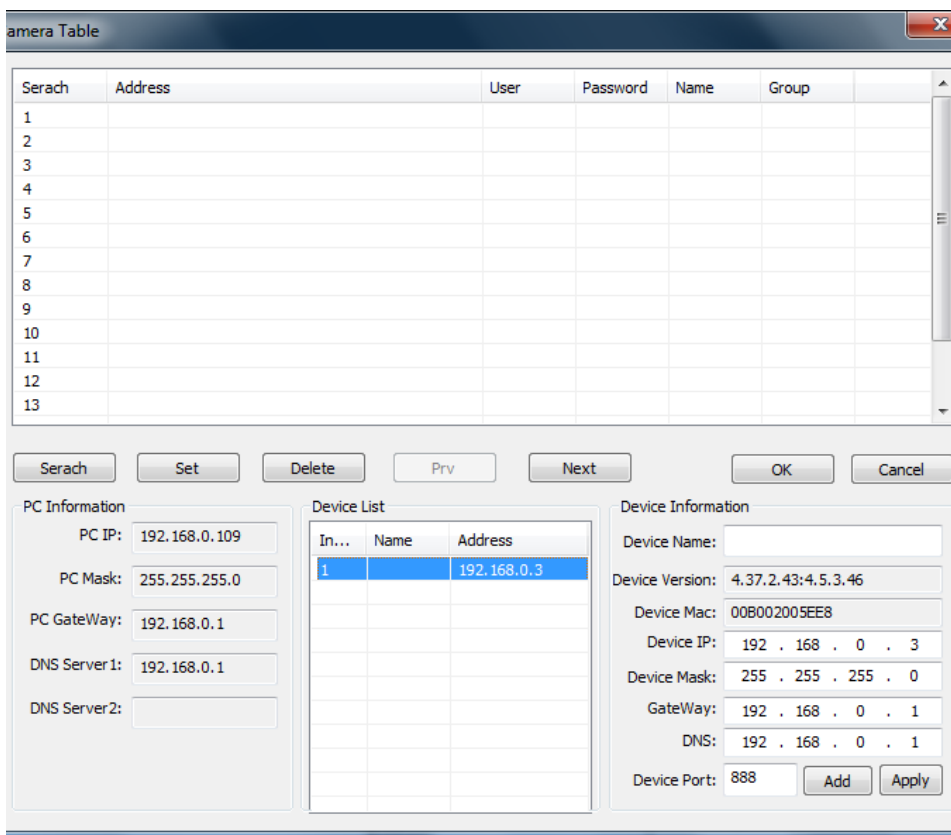 amera Table
Serach Address User Password Name Group
1
2
3
4
5
6
7
8
9
10
11
12
13
Serach Set Delete Prv Next OK Cancel
PC Information
PC IP: 192.168.0.109
PC Mask: 255.255.255.0
PC GateWay: 192.168.0.1
DNS Server1: 192.168.0.1
DNS Server2:
Device List
In... Name Address
1 192.168.0.3
Device Information
Device Name:
Device Version: 4.37.2.43:4.5.3.46
Device Mac: 00B002005EE8
Device IP: 192 . 168 . 0 . 3
Device Mask: 255 . 255 . 255 . 0
GateWay: 192 . 168 . 0 . 1
DNS: 192 . 168 . 0 . 1
Device Port: 888 Add Apply